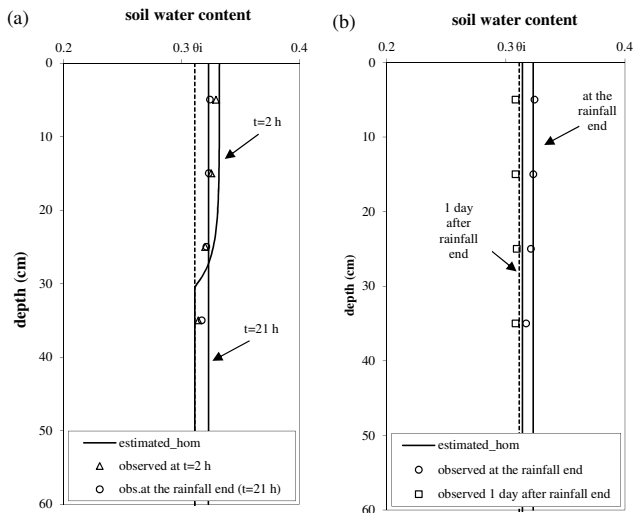 (a)
soil water content
0.2
0.3 θi
0.4
0
10
20
30
40
50
60
depth (cm)
t=2 h
t=21 h
estimated_hom
observed at t=2 h
obs.at the rainfall end (t=21 h)
(b)
soil water content
0.2
0.3 θi
0.4
0
10
20
30
40
50
60
depth (cm)
at the
rainfall
end
1 day
after
rainfall
end
estimated_hom
observed at the rainfall end
observed 1 day after rainfall end